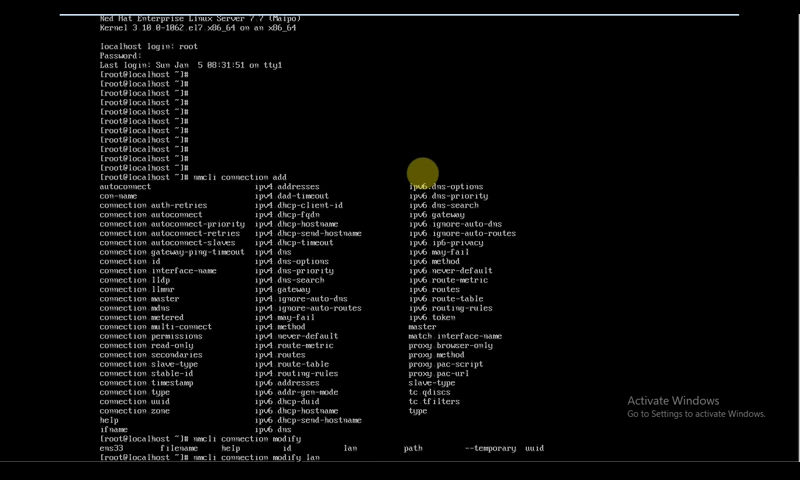 Red Hat Enterprise Linux Server 7.7 (Maipo)
Kernel 3.10.0-1062.el7.x86_64 on an x86_64
localhost login: root
Password:
Last login: Sun Jan  5 08:31:51 on tty1
[root@localhost ~]#
[root@localhost ~]#
[root@localhost ~]#
[root@localhost ~]#
[root@localhost ~]#
[root@localhost ~]#
[root@localhost ~]#
[root@localhost ~]#
[root@localhost ~]#
[root@localhost ~]#
[root@localhost ~]#
[root@localhost ~]# nmcli connection add
autoconnect ipv4.addresses ipv6.dns-options
con-name ipv4.dad-timeout ipv6.dns-priority
connection.auth-retries ipv4.dhcp-client-id ipv6.dns-search
connection.autoconnect ipv4.dhcp-fqdn ipv6.gateway
connection.autoconnect-priority ipv4.dhcp-hostname ipv6.ignore-auto-dns
connection.autoconnect-retries ipv4.dhcp-send-hostname ipv6.ignore-auto-routes
connection.autoconnect-slaves ipv4.dhcp-timeout ipv6.ip6-privacy
connection.gateway-ping-timeout ipv4.dns ipv6.may-fail
connection.id ipv4.dns-options ipv6.method
connection.interface-name ipv4.dns-priority ipv6.never-default
connection.lldp ipv4.dns-search ipv6.route-metric
connection.llmnr ipv4.gateway ipv6.routes
connection.master ipv4.ignore-auto-dns ipv6.route-table
connection.mdns ipv4.ignore-auto-routes ipv6.routing-rules
connection.metered ipv4.may-fail ipv6.token
connection.multi-connect ipv4.method master
connection.permissions ipv4.never-default match.interface-name
connection.read-only ipv4.route-metric proxy.browser-only
connection.secondaries ipv4.routes proxy.method
connection.slave-type ipv4.route-table proxy.pac-script
connection.stable-id ipv4.routing-rules proxy.pac-url
connection.timestamp ipv6.addresses slave-type
connection.type ipv6.addr-gen-mode tc.qdiscs
connection.uuid ipv6.dhcp-duid tc.tfilters
connection.zone ipv6.dhcp-hostname type
help ipv6.dhcp-send-hostname
ifname ipv6.dns
[root@localhost ~]# nmcli connection modify
ens33 filename help id lan path --temporary uuid
[root@localhost ~]# nmcli connection modify lan
Activate Windows
Go to Settings to activate Windows.